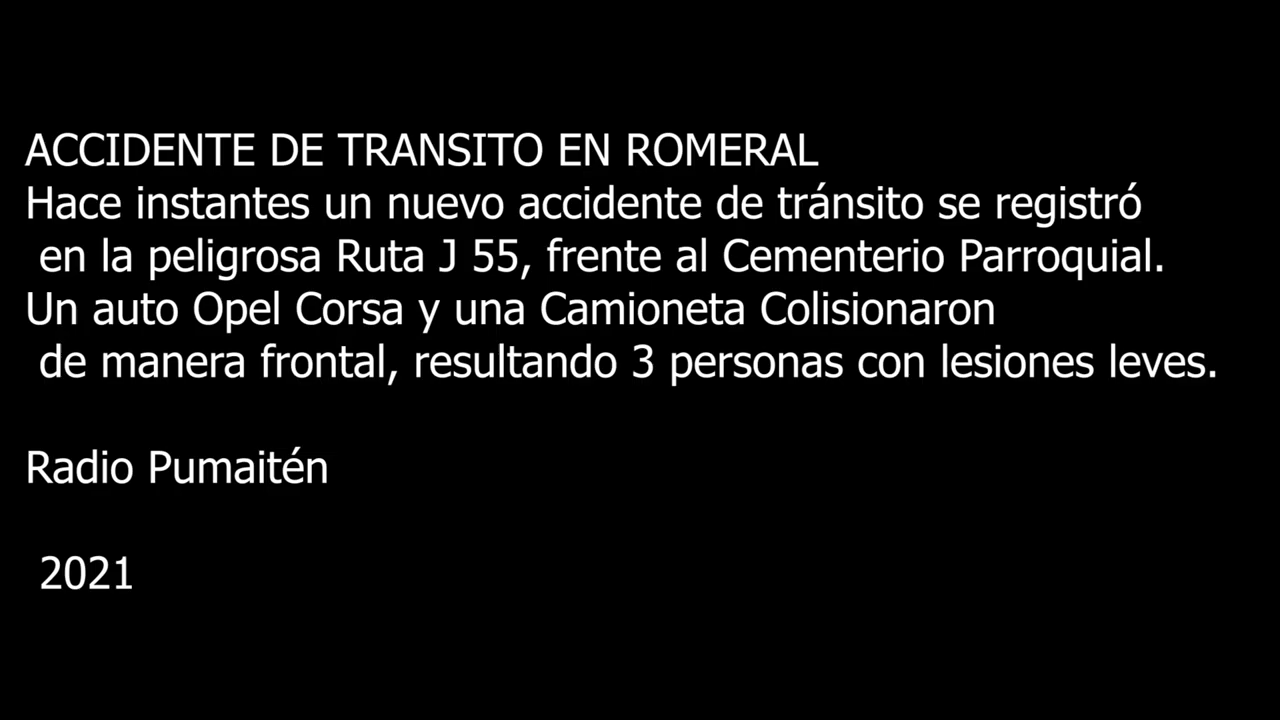 ACCIDENTE DE TRANSITO EN ROMERAL
Hace instantes un nuevo accidente de tránsito se registró
en la peligrosa Ruta J 55, frente al Cementerio Parroquial.
Un auto Opel Corsa y una Camioneta Colisionaron
de manera frontal, resultando 3 personas con lesiones leves.
Radio Pumaitén
2021